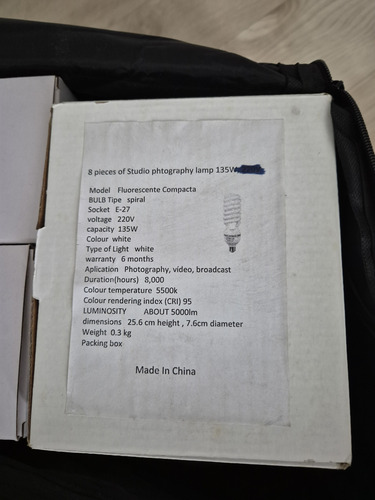 8 pieces of Studio phtography lamp 135W
Model Fluorescente Compacta
BULB Tipe spiral
Socket E-27
voltage 220V
capacity 135W
Colour white
Type of Light white
warranty 6 months
Aplication Photography, video, broadcast
Duration(hours) 8,000
Colour temperature 5500k
Colour rendering index (CRI) 95
LUMINOSITY ABOUT 5000lm
dimensions 25.6 cm height , 7.6cm diameter
Weight 0.3 kg
Packing box
Made In China